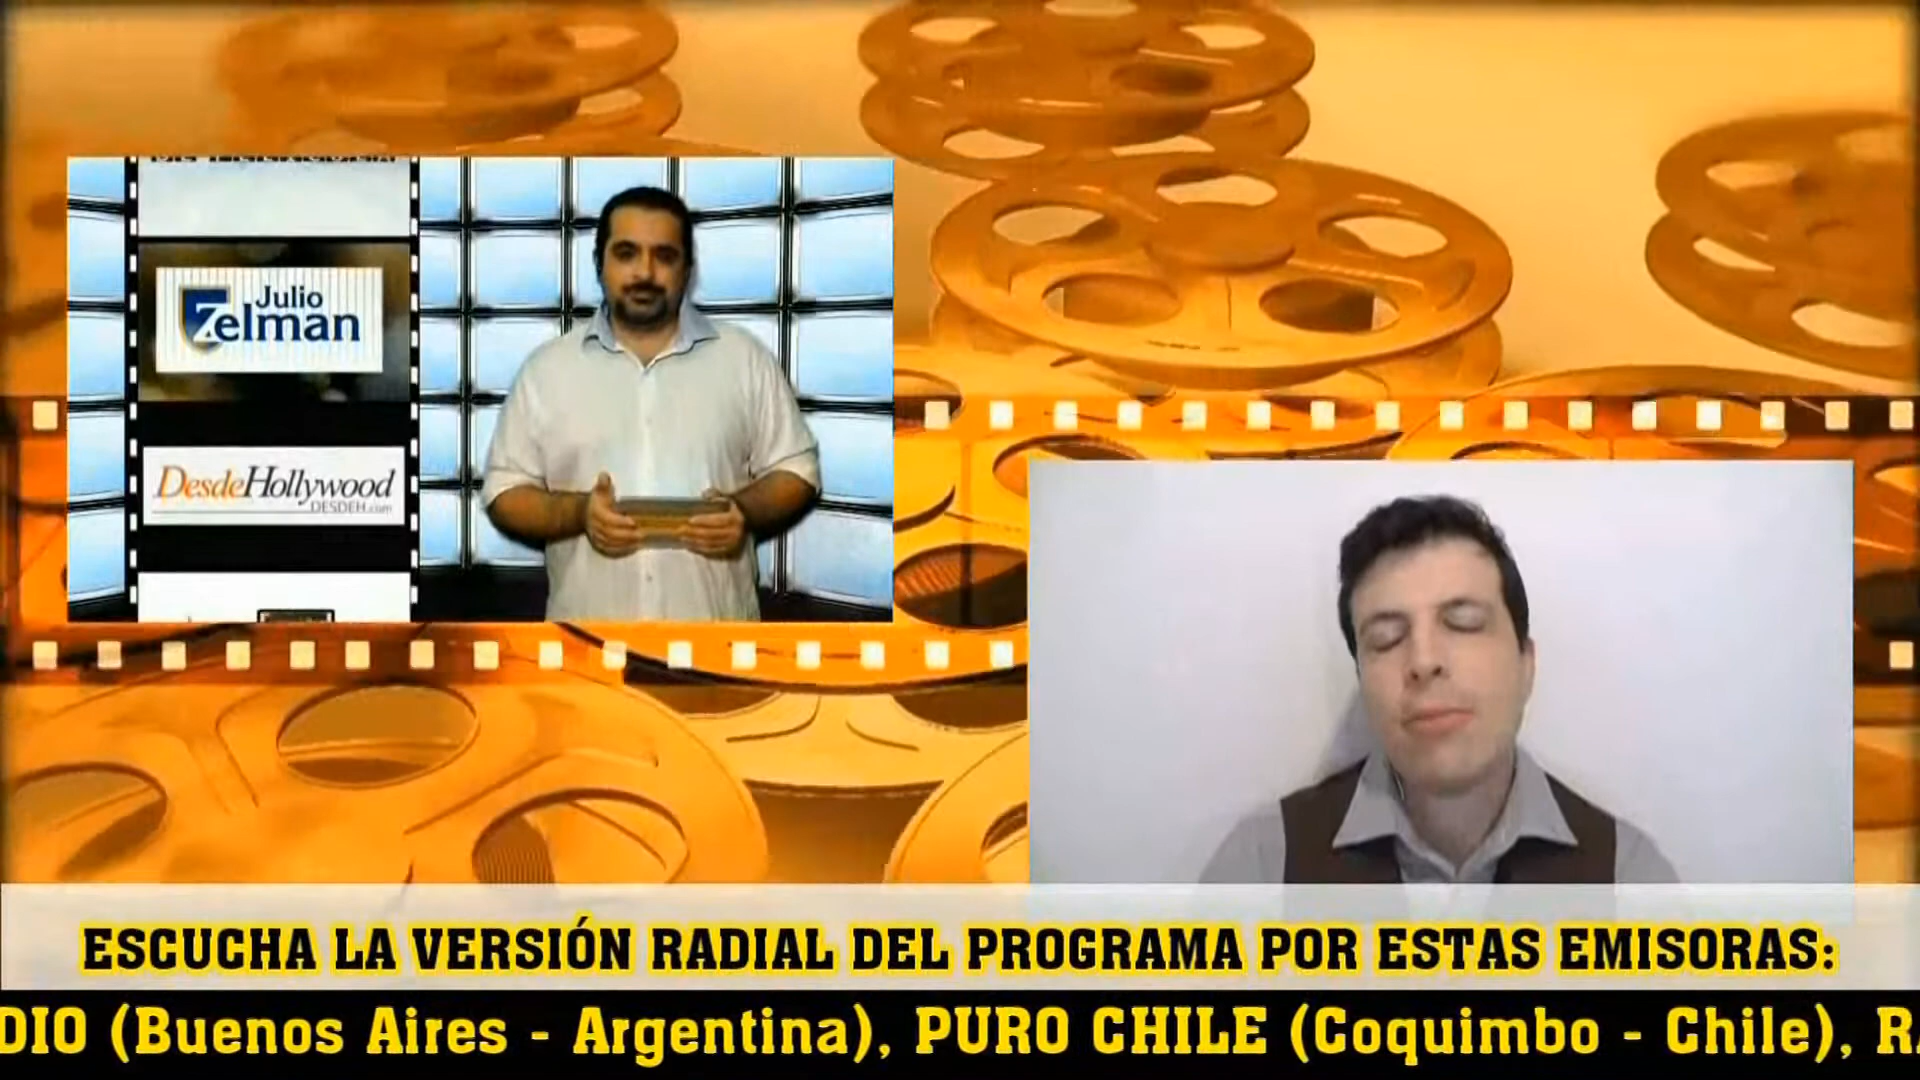 Julio
Zelman
DesdeHollywood
DESDEH.com
ESCUCHA LA VERSIÓN RADIAL DEL PROGRAMA POR ESTAS EMISORAS:
DIO (Buenos Aires - Argentina), PURO CHILE (Coquimbo - Chile), RA